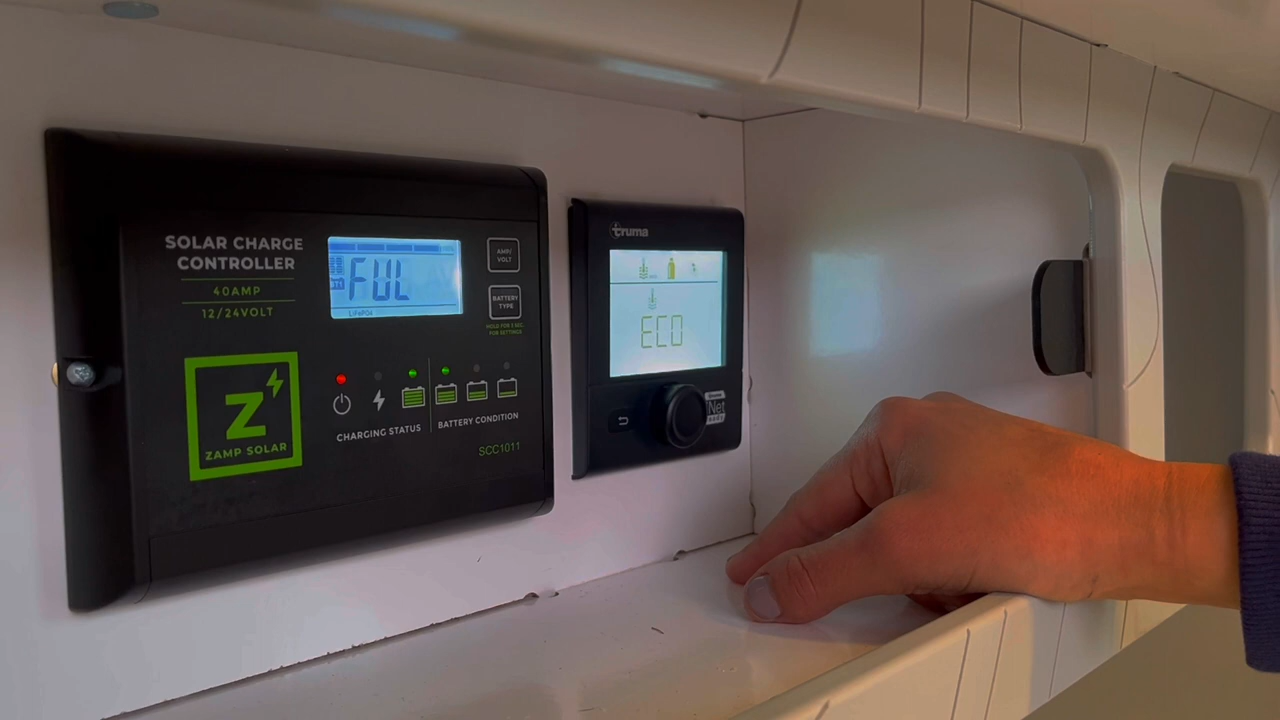 SOLAR CHARGE
CONTROLLER
40AMP
12/24VOLT
FUL
LiFePO4
AMP/
VOLT
BATTERY
TYPE
HOLD FOR 3 SEC.
FOR SETTINGS
Z
ZAMP SOLAR
CHARGING STATUS
BATTERY CONDITION
SCC1011
truma
ECO
Net